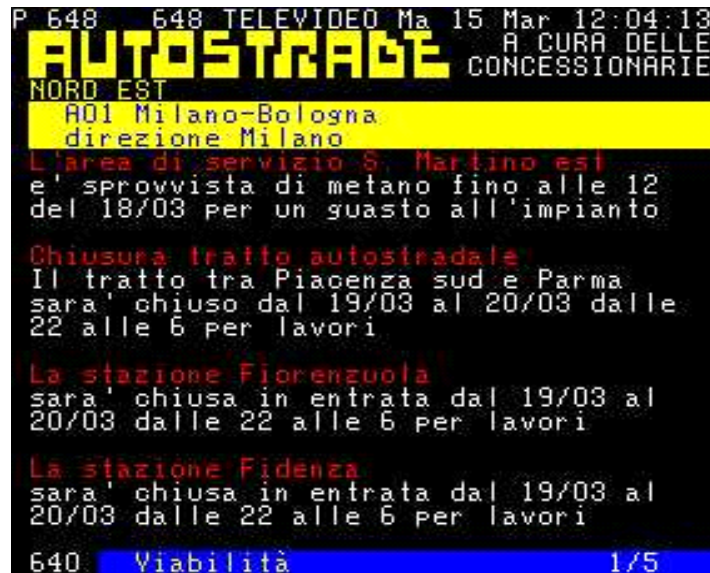 P 648 648 TELEVIDEO Ma 15 Mar 12:04:13
AUTOSTRADE A CURA DELLE
CONCESSIONARIE
NORD EST
A01 Milano-Bologna
direzione Milano
L'area di servizio S. Martino est
e' sprovvista di metano fino alle 12
del 18/03 per un guasto all'impianto
Chiusura tratto autostradale
Il tratto tra Piacenza sud e Parma
sara' chiuso dal 19/03 al 20/03 dalle
22 alle 6 per lavori
La stazione Fiorenzuola
sara' chiusa in entrata dal 19/03 al
20/03 dalle 22 alle 6 per lavori
La stazione Fidenza
sara' chiusa in entrata dal 19/03 al
20/03 dalle 22 alle 6 per lavori
640 Viabilità 1/5